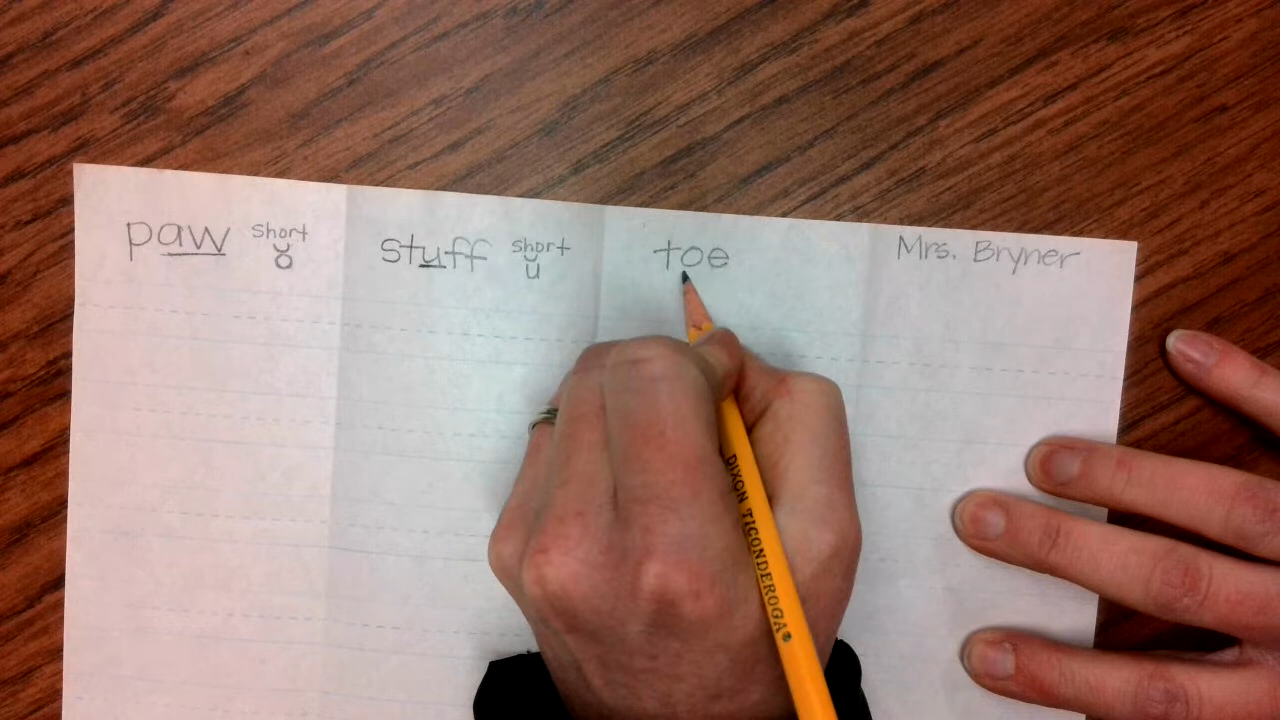 paw short ŏ
stuff short ŭ
toe
Mrs. Bryner
DIXON TICONDEROGA